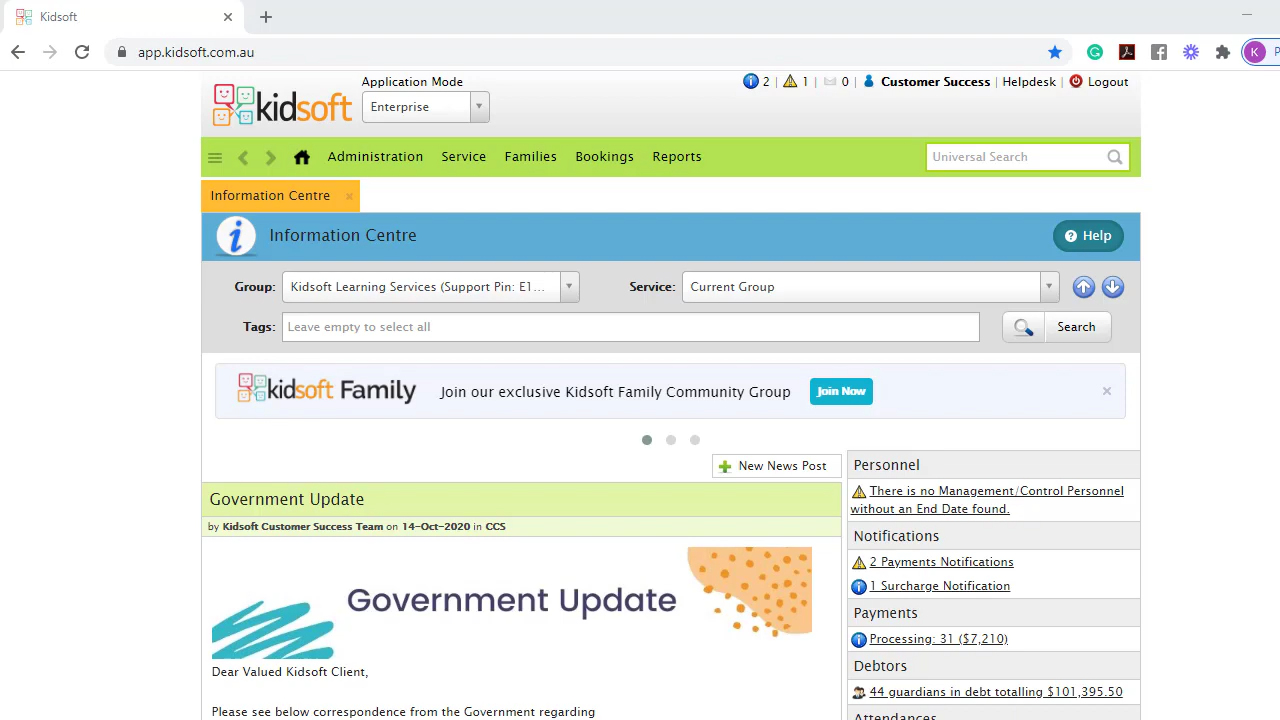 Kidsoft
app.kidsoft.com.au
K
P
kidsoft
Application Mode
Enterprise
2 | 1 | 0 | Customer Success | Helpdesk | Logout
Administration Service Families Bookings Reports
Universal Search
Information Centre
Information Centre
Help
Group: Kidsoft Learning Services (Support Pin: E1...
Service: Current Group
Tags: Leave empty to select all
Search
kidsoft Family Join our exclusive Kidsoft Family Community Group Join Now
New News Post
Government Update
by Kidsoft Customer Success Team on 14-Oct-2020 in CCS
Government Update
Dear Valued Kidsoft Client,
Please see below correspondence from the Government regarding
Personnel
There is no Management/Control Personnel
without an End Date found.
Notifications
2 Payments Notifications
1 Surcharge Notification
Payments
Processing: 31 ($7,210)
Debtors
44 guardians in debt totalling $101,395.50
Attendances